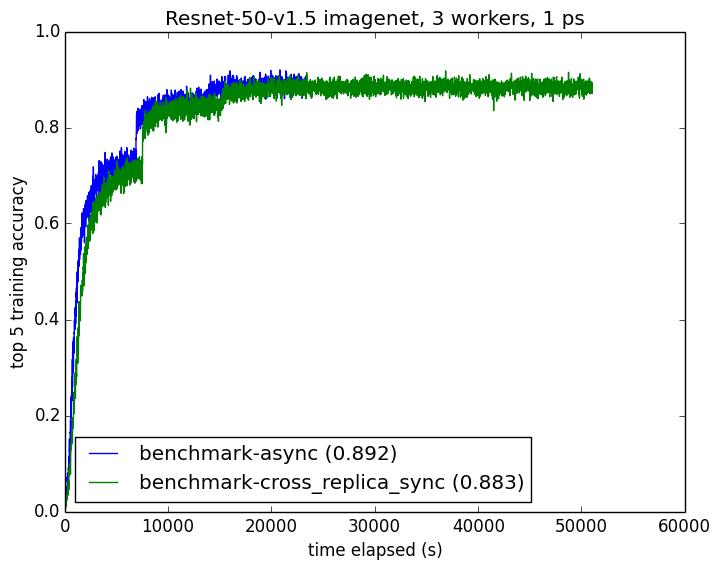 Resnet-50-v1.5 imagenet, 3 workers, 1 ps
1.0
0.8
0.6
0.4
0.2
0.0
top 5 training accuracy
benchmark-async (0.892)
benchmark-cross_replica_sync (0.883)
0 10000 20000 30000 40000 50000 60000
time elapsed (s)